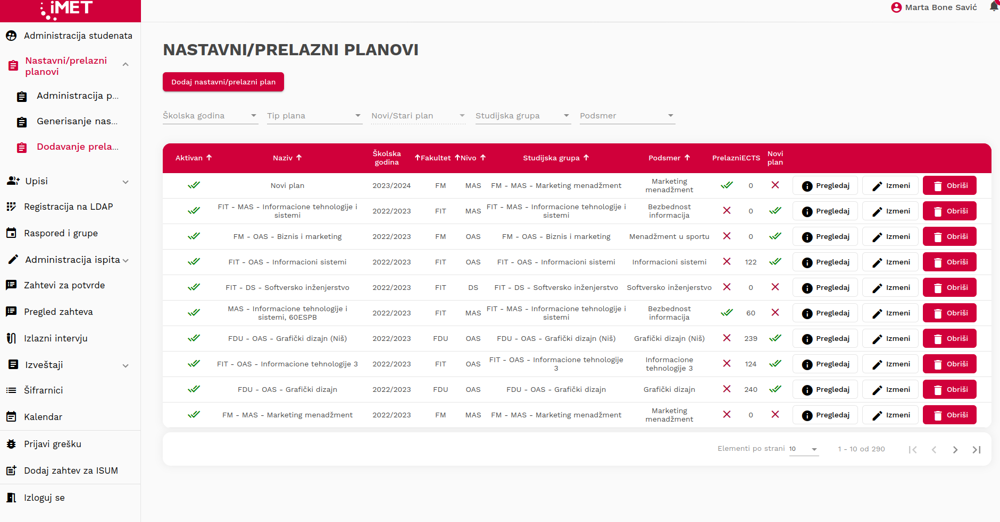 iMET
Marta Bone Savić
Administracija studenata
Nastavni/prelazni
planovi
Administracija p...
Generisanje nas...
Dodavanje prela...
Upisi
Registracija na LDAP
Raspored i grupe
Administracija ispita
Zahtevi za potvrde
Pregled zahteva
Izlazni intervju
Izveštaji
Šifrarnici
Kalendar
Prijavi grešku
Dodaj zahtev za ISUM
Izloguj se
NASTAVNI/PRELAZNI PLANOVI
Dodaj nastavni/prelazni plan
Školska godina Tip plana Novi/Stari plan Studijska grupa Podsmer
Aktivan Naziv Školska godina Fakultet Nivo Studijska grupa Podsmer Prelazni ECTS Novi plan
Novi plan 2023/2024 FM MAS FM - MAS - Marketing menadžment Marketing menadžment 0 Pregledaj Izmeni Obriši
FIT - MAS - Informacione tehnologije i sistemi 2022/2023 FIT MAS FIT - MAS - Informacione tehnologije i sistemi Bezbednost informacija 0 Pregledaj Izmeni Obriši
FM - OAS - Biznis i marketing 2022/2023 FM OAS FM - OAS - Biznis i marketing Menadžment u sportu 0 Pregledaj Izmeni Obriši
FIT - OAS - Informacioni sistemi 2022/2023 FIT OAS FIT - OAS - Informacioni sistemi Informacioni sistemi 122 Pregledaj Izmeni Obriši
FIT - DS - Softversko inženjerstvo 2022/2023 FIT DS FIT - DS - Softversko inženjerstvo Softversko inženjerstvo 0 Pregledaj Izmeni Obriši
MAS - Informacione tehnologije i sistemi, 60ESPB 2022/2023 FIT MAS FIT - MAS - Informacione tehnologije i sistemi Bezbednost informacija 60 Pregledaj Izmeni Obriši
FDU - OAS - Grafički dizajn (Niš) 2022/2023 FDU OAS FDU - OAS - Grafički dizajn (Niš) Grafički dizajn (Niš) 239 Pregledaj Izmeni Obriši
FIT - OAS - Informacione tehnologije 3 2022/2023 FIT OAS FIT - OAS - Informacione tehnologije 3 Informacione tehnologije 3 124 Pregledaj Izmeni Obriši
FDU - OAS - Grafički dizajn 2022/2023 FDU OAS FDU - OAS - Grafički dizajn Grafički dizajn 240 Pregledaj Izmeni Obriši
FM - MAS - Marketing menadžment 2022/2023 FM MAS FM - MAS - Marketing menadžment Marketing menadžment 0 Pregledaj Izmeni Obriši
Elementi po strani 10 1 - 10 od 290